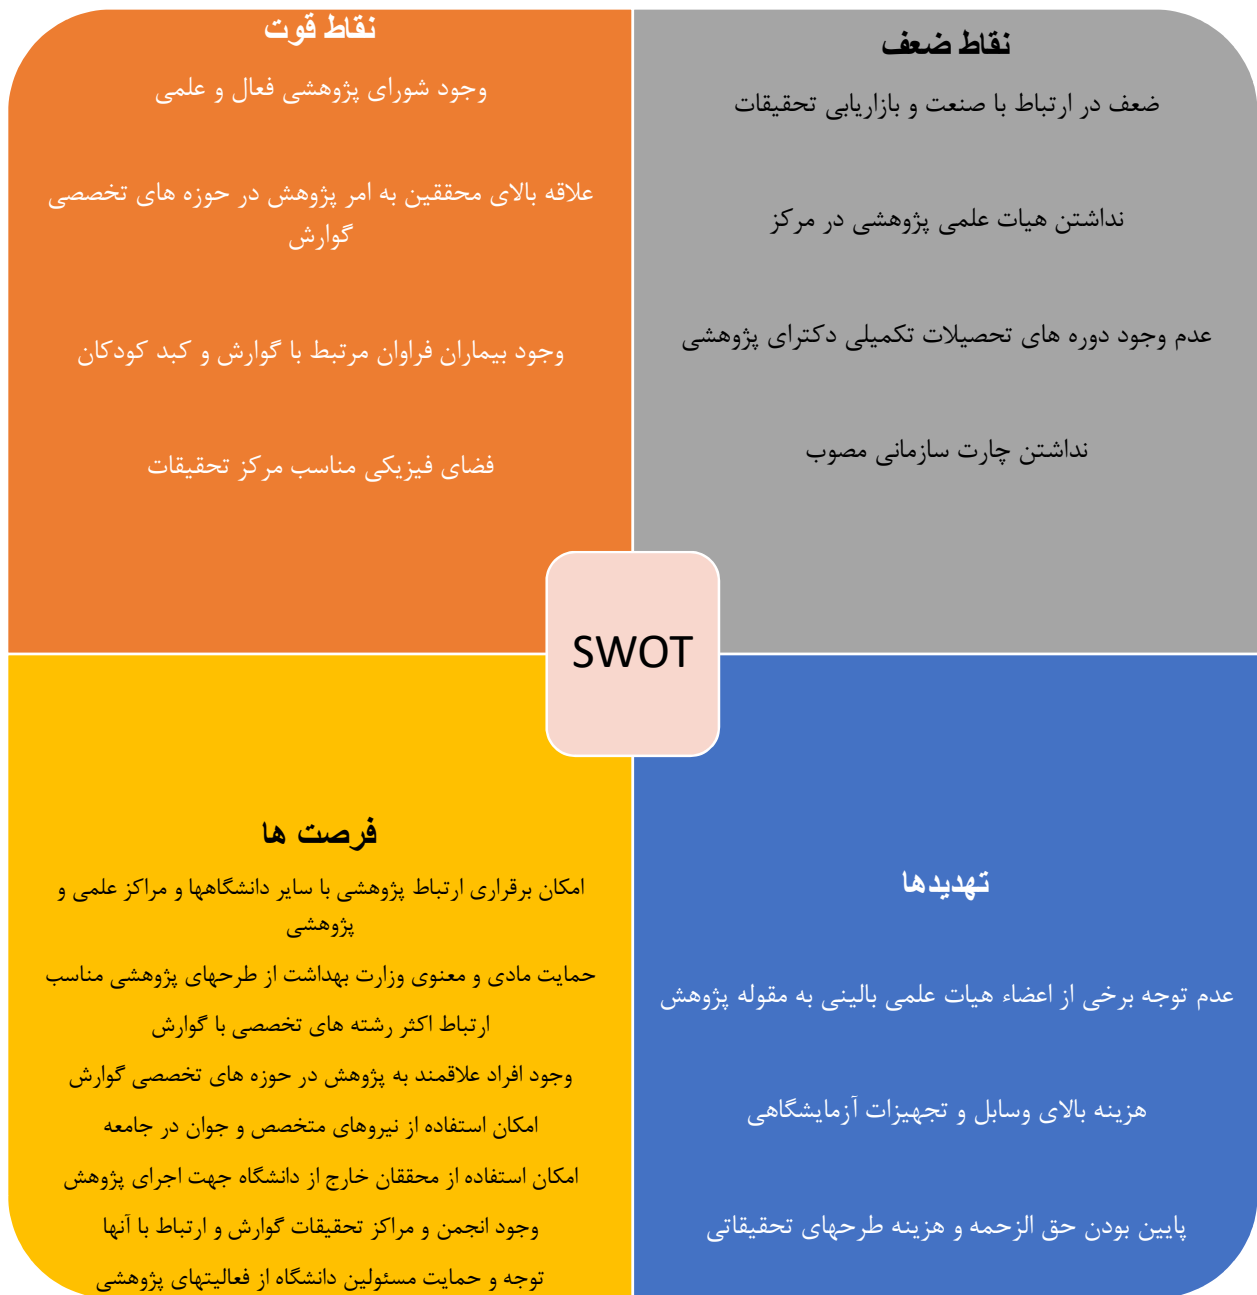 نقاط قوت
وجود شورای پژوهشی فعال و علمی
علاقه بالای محققین به امر پژوهش در حوزه های تخصصی
گوارش
وجود بیماران فراوان مرتبط با گوارش و کبد کودکان
فضای فیزیکی مناسب مرکز تحقیقات
نقاط ضعف
ضعف در ارتباط با صنعت و بازاریابی تحقیقات
نداشتن هیات علمی پژوهشی در مرکز
عدم وجود دوره های تحصیلات تکمیلی دکترای پژوهشی
نداشتن چارت سازمانی مصوب
SWOT
فرصت ها
امکان برقراری ارتباط پژوهشی با سایر دانشگاهها و مراکز علمی و
پژوهشی
حمایت مادی و معنوی وزارت بهداشت از طرحهای پژوهشی مناسب
ارتباط اکثر رشته های تخصصی با گوارش
وجود افراد علاقمند به پژوهش در حوزه های تخصصی گوارش
امکان استفاده از نیروهای متخصص و جوان در جامعه
امکان استفاده از محققان خارج از دانشگاه جهت اجرای پژوهش
وجود انجمن و مراکز تحقیقات گوارش و ارتباط با آنها
توجه و حمایت مسئولین دانشگاه از فعالیتهای پژوهشی
تهدیدها
عدم توجه برخی از اعضاء هیات علمی بالینی به مقوله پژوهش
هزینه بالای وسابل و تجهیزات آزمایشگاهی
پایین بودن حق الزحمه و هزینه طرحهای تحقیقاتی